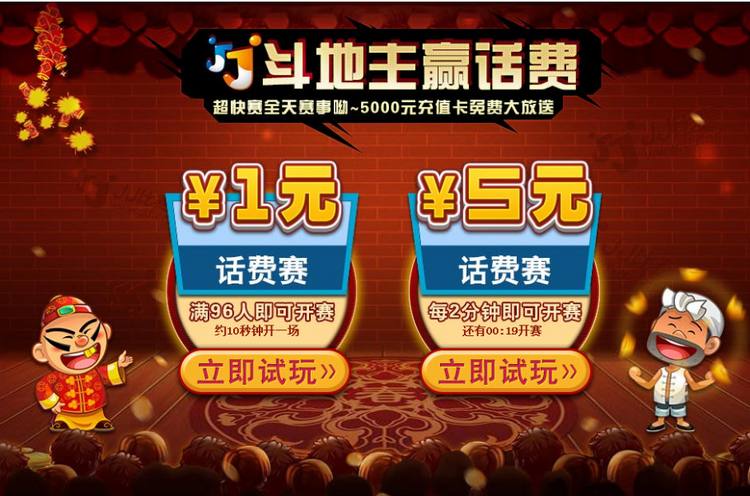 JJ斗地主赢话费
超快赛全天赛事呦~5000元充值卡免费大放送
¥1元
话费赛
满96人即可开赛
约10秒钟开一场
立即试玩»
¥5元
话费赛
每2分钟即可开赛
还有00:19开赛
立即试玩»